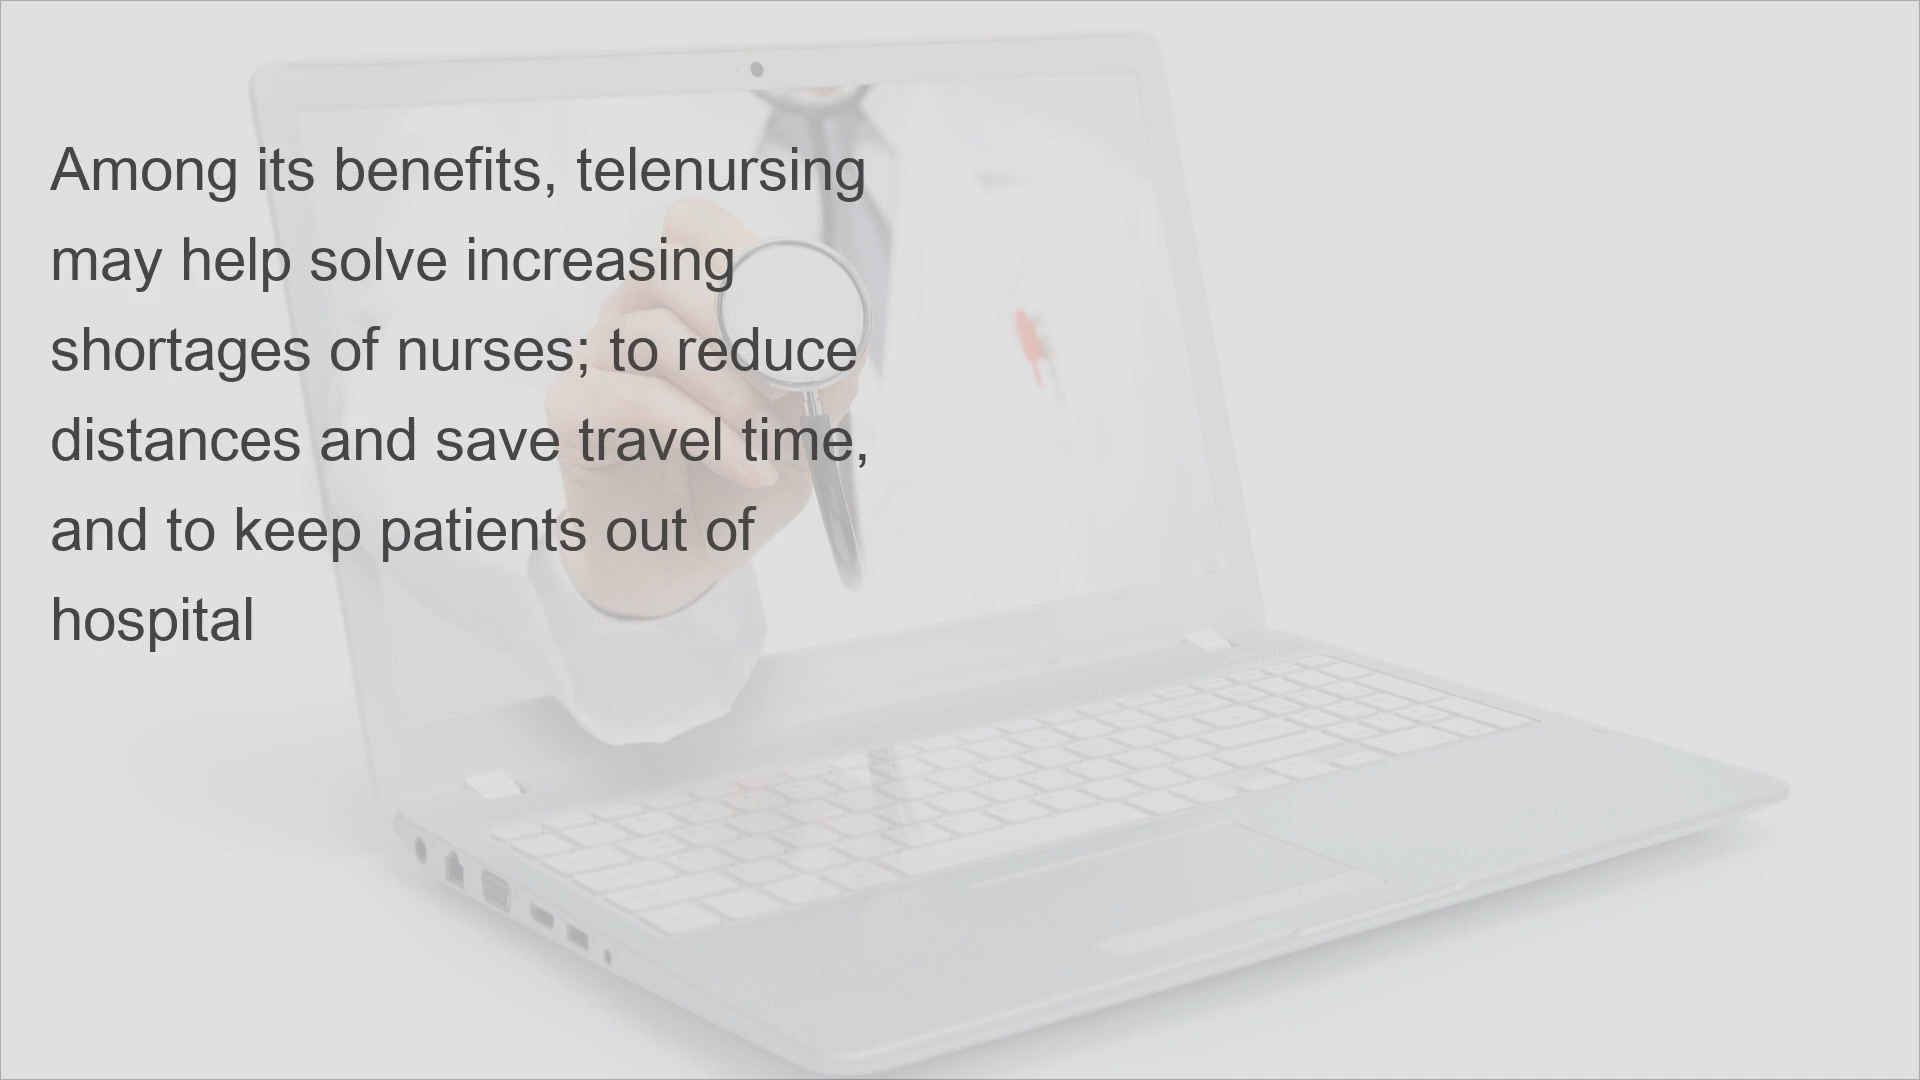 Among its benefits, telenursing
may help solve increasing
shortages of nurses; to reduce
distances and save travel time,
and to keep patients out of
hospital